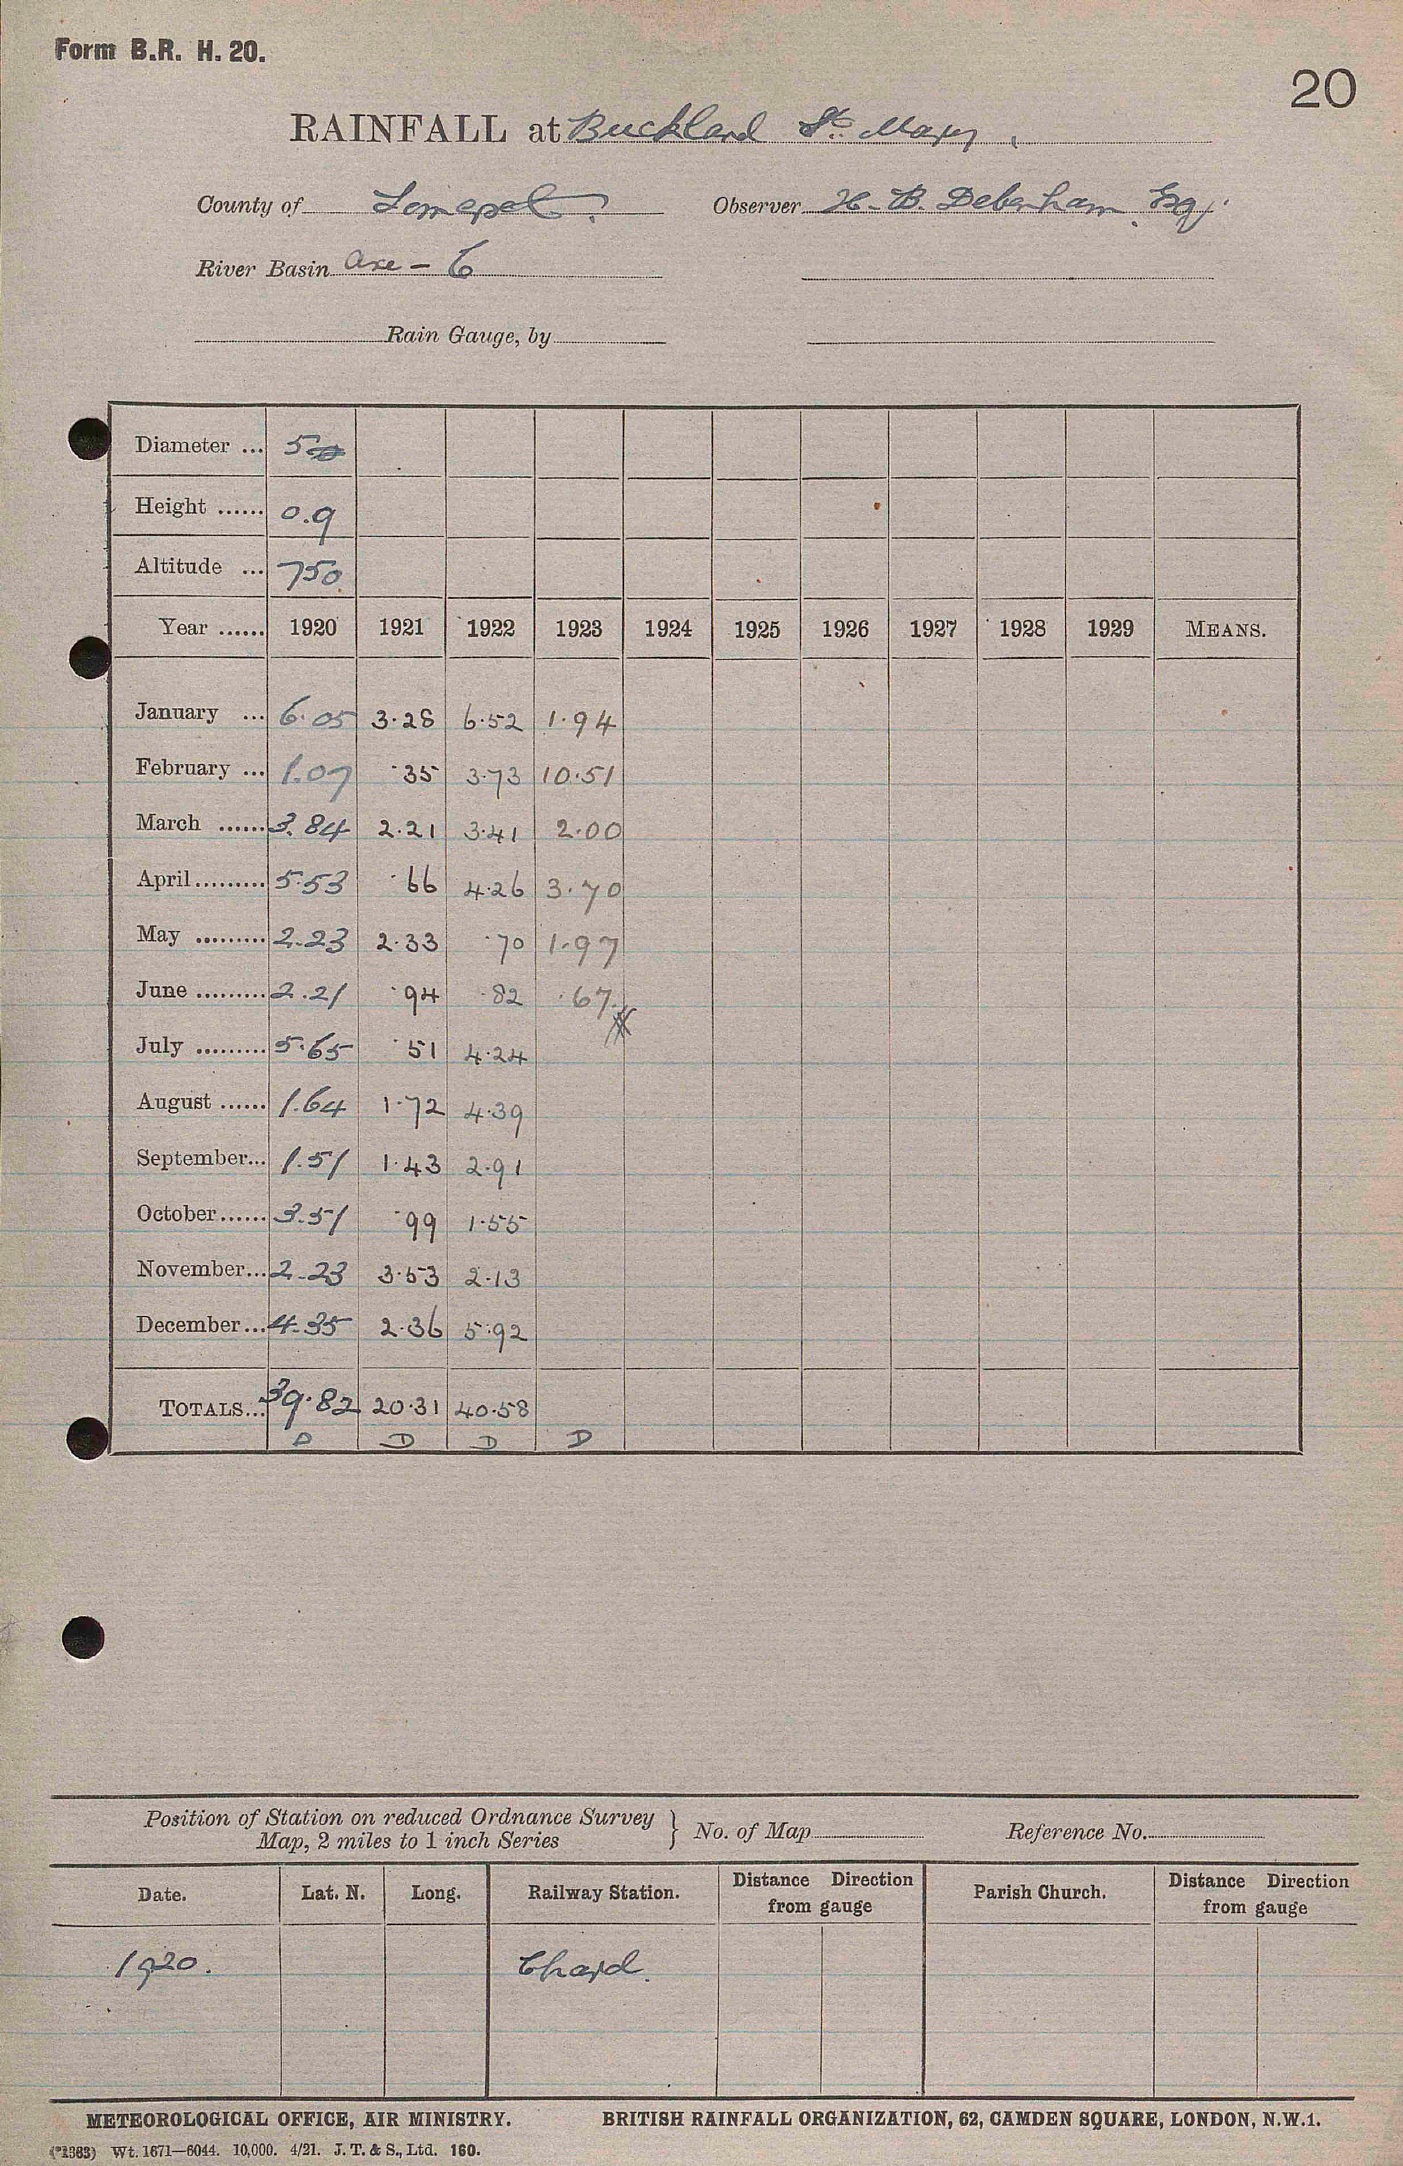 Form B.R. H. 20.
20
RAINFALL at Buckland St. Mary.
County of Somerset. Observer H. B. Debenham, Esq.
River Basin Axe - 6
Rain Gauge, by
Diameter ... 5
Height ...... 0.9
Altitude ... 750
Year ...... 1920 1921 1922 1923 1924 1925 1926 1927 1928 1929 MEANS.
January ... 6.05 3.28 6.52 1.94
February ... 1.07 .35 3.73 10.51
March ...... 3.84 2.21 3.41 2.00
April ......... 5.53 .66 4.26 3.70
May ......... 2.23 2.33 .70 1.97
June ......... 2.21 .94 .82 .67
July ......... 5.65 .51 4.24
August ...... 1.64 1.72 4.39
September... 1.51 1.43 2.91
October...... 3.51 .99 1.55
November... 2.23 3.53 2.13
December... 4.35 2.36 5.92
TOTALS... 39.82 20.31 40.58
D D D D
Position of Station on reduced Ordnance Survey
Map, 2 miles to 1 inch Series } No. of Map Reference No.
Date. Lat. N. Long. Railway Station. Distance Direction from gauge Parish Church. Distance Direction from gauge
1920. Chard.
METEOROLOGICAL OFFICE, AIR MINISTRY. BRITISH RAINFALL ORGANIZATION, 62, CAMDEN SQUARE, LONDON, N.W.1.
(*1383) Wt. 1671—6044. 10,000. 4/21. J. T. & S., Ltd. 160.